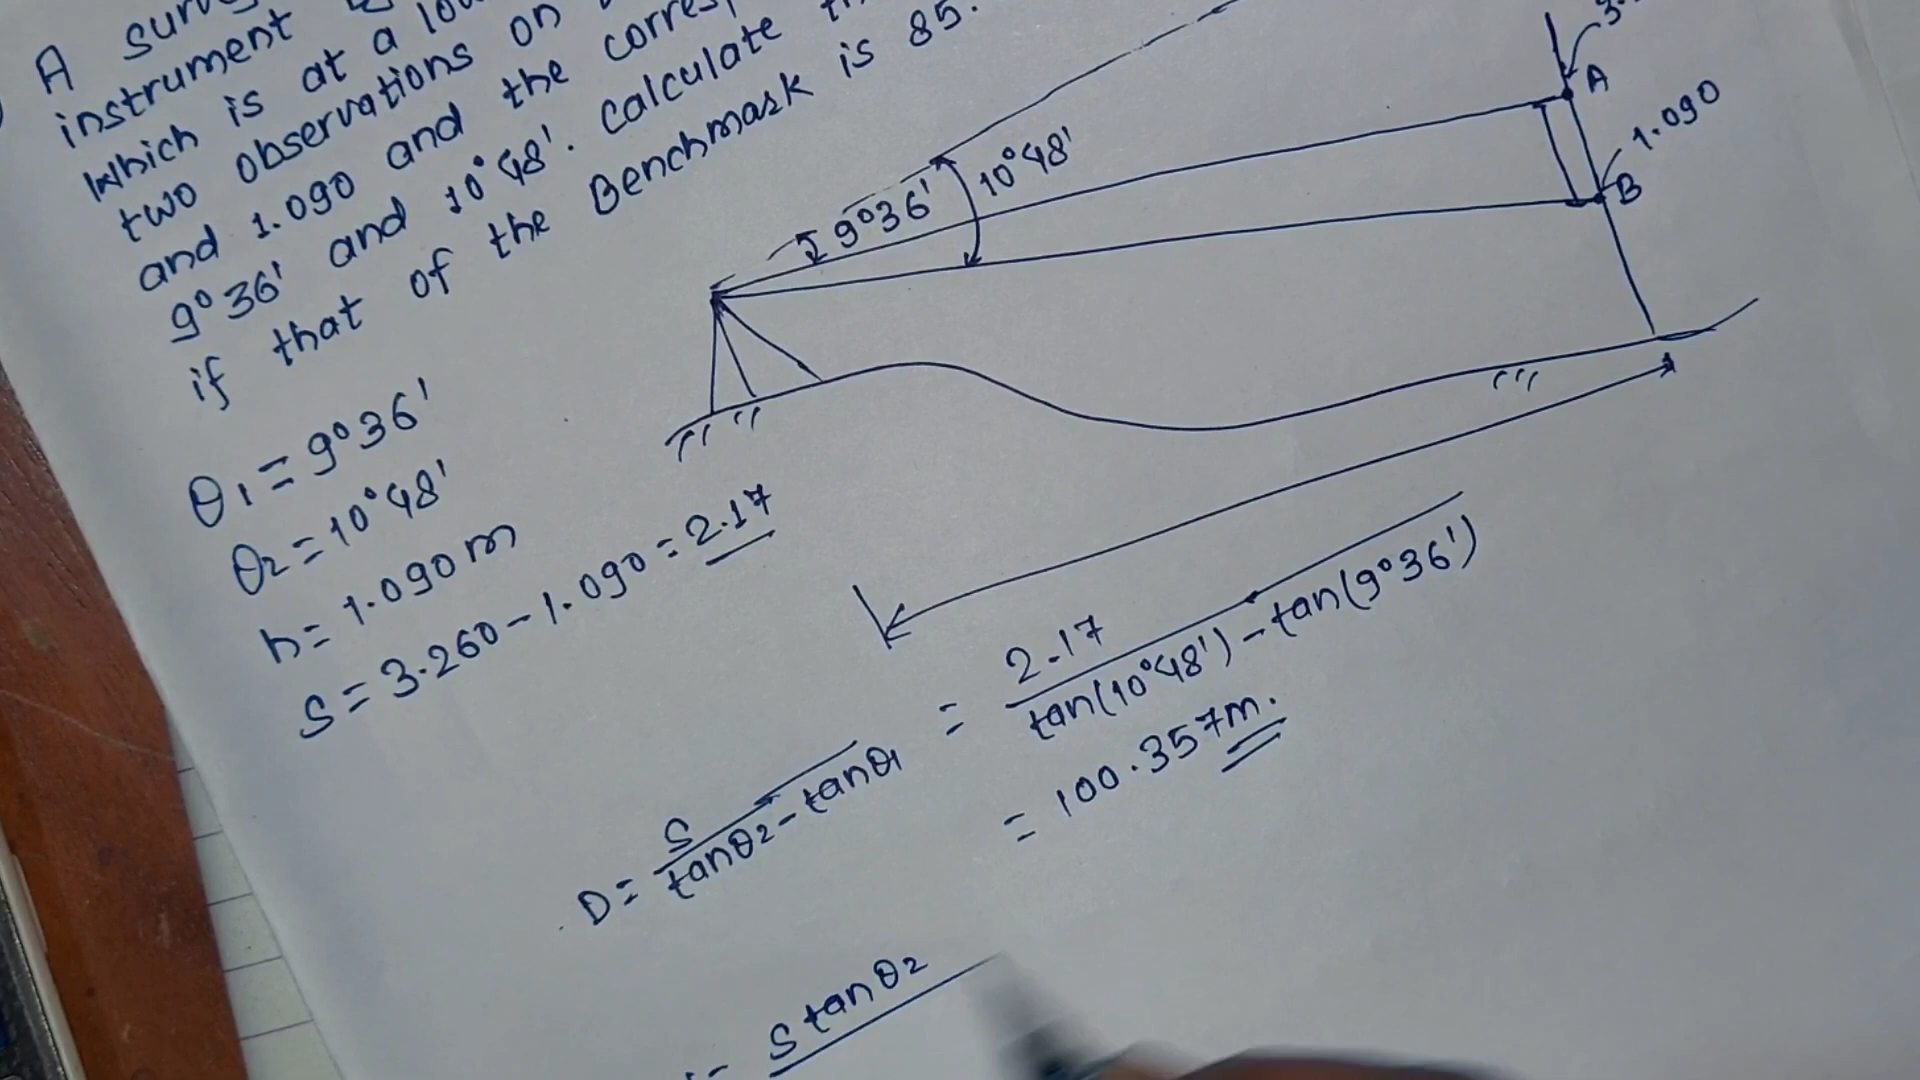 A
instrument
which is at a
two observations on
and 1.090 and the
9°36' and 10°48'. calculate
if that of the Benchmark is 85.
A
1.090
B
9°36'
10°48'
θ1 = 9°36'
θ2 = 10°48'
h = 1.090 m
S = 3.260 - 1.090 = 2.17
D = S / tanθ2 - tanθ1 = 2.17 / tan(10°48') - tan(9°36')
= 100.357m.
S tanθ2